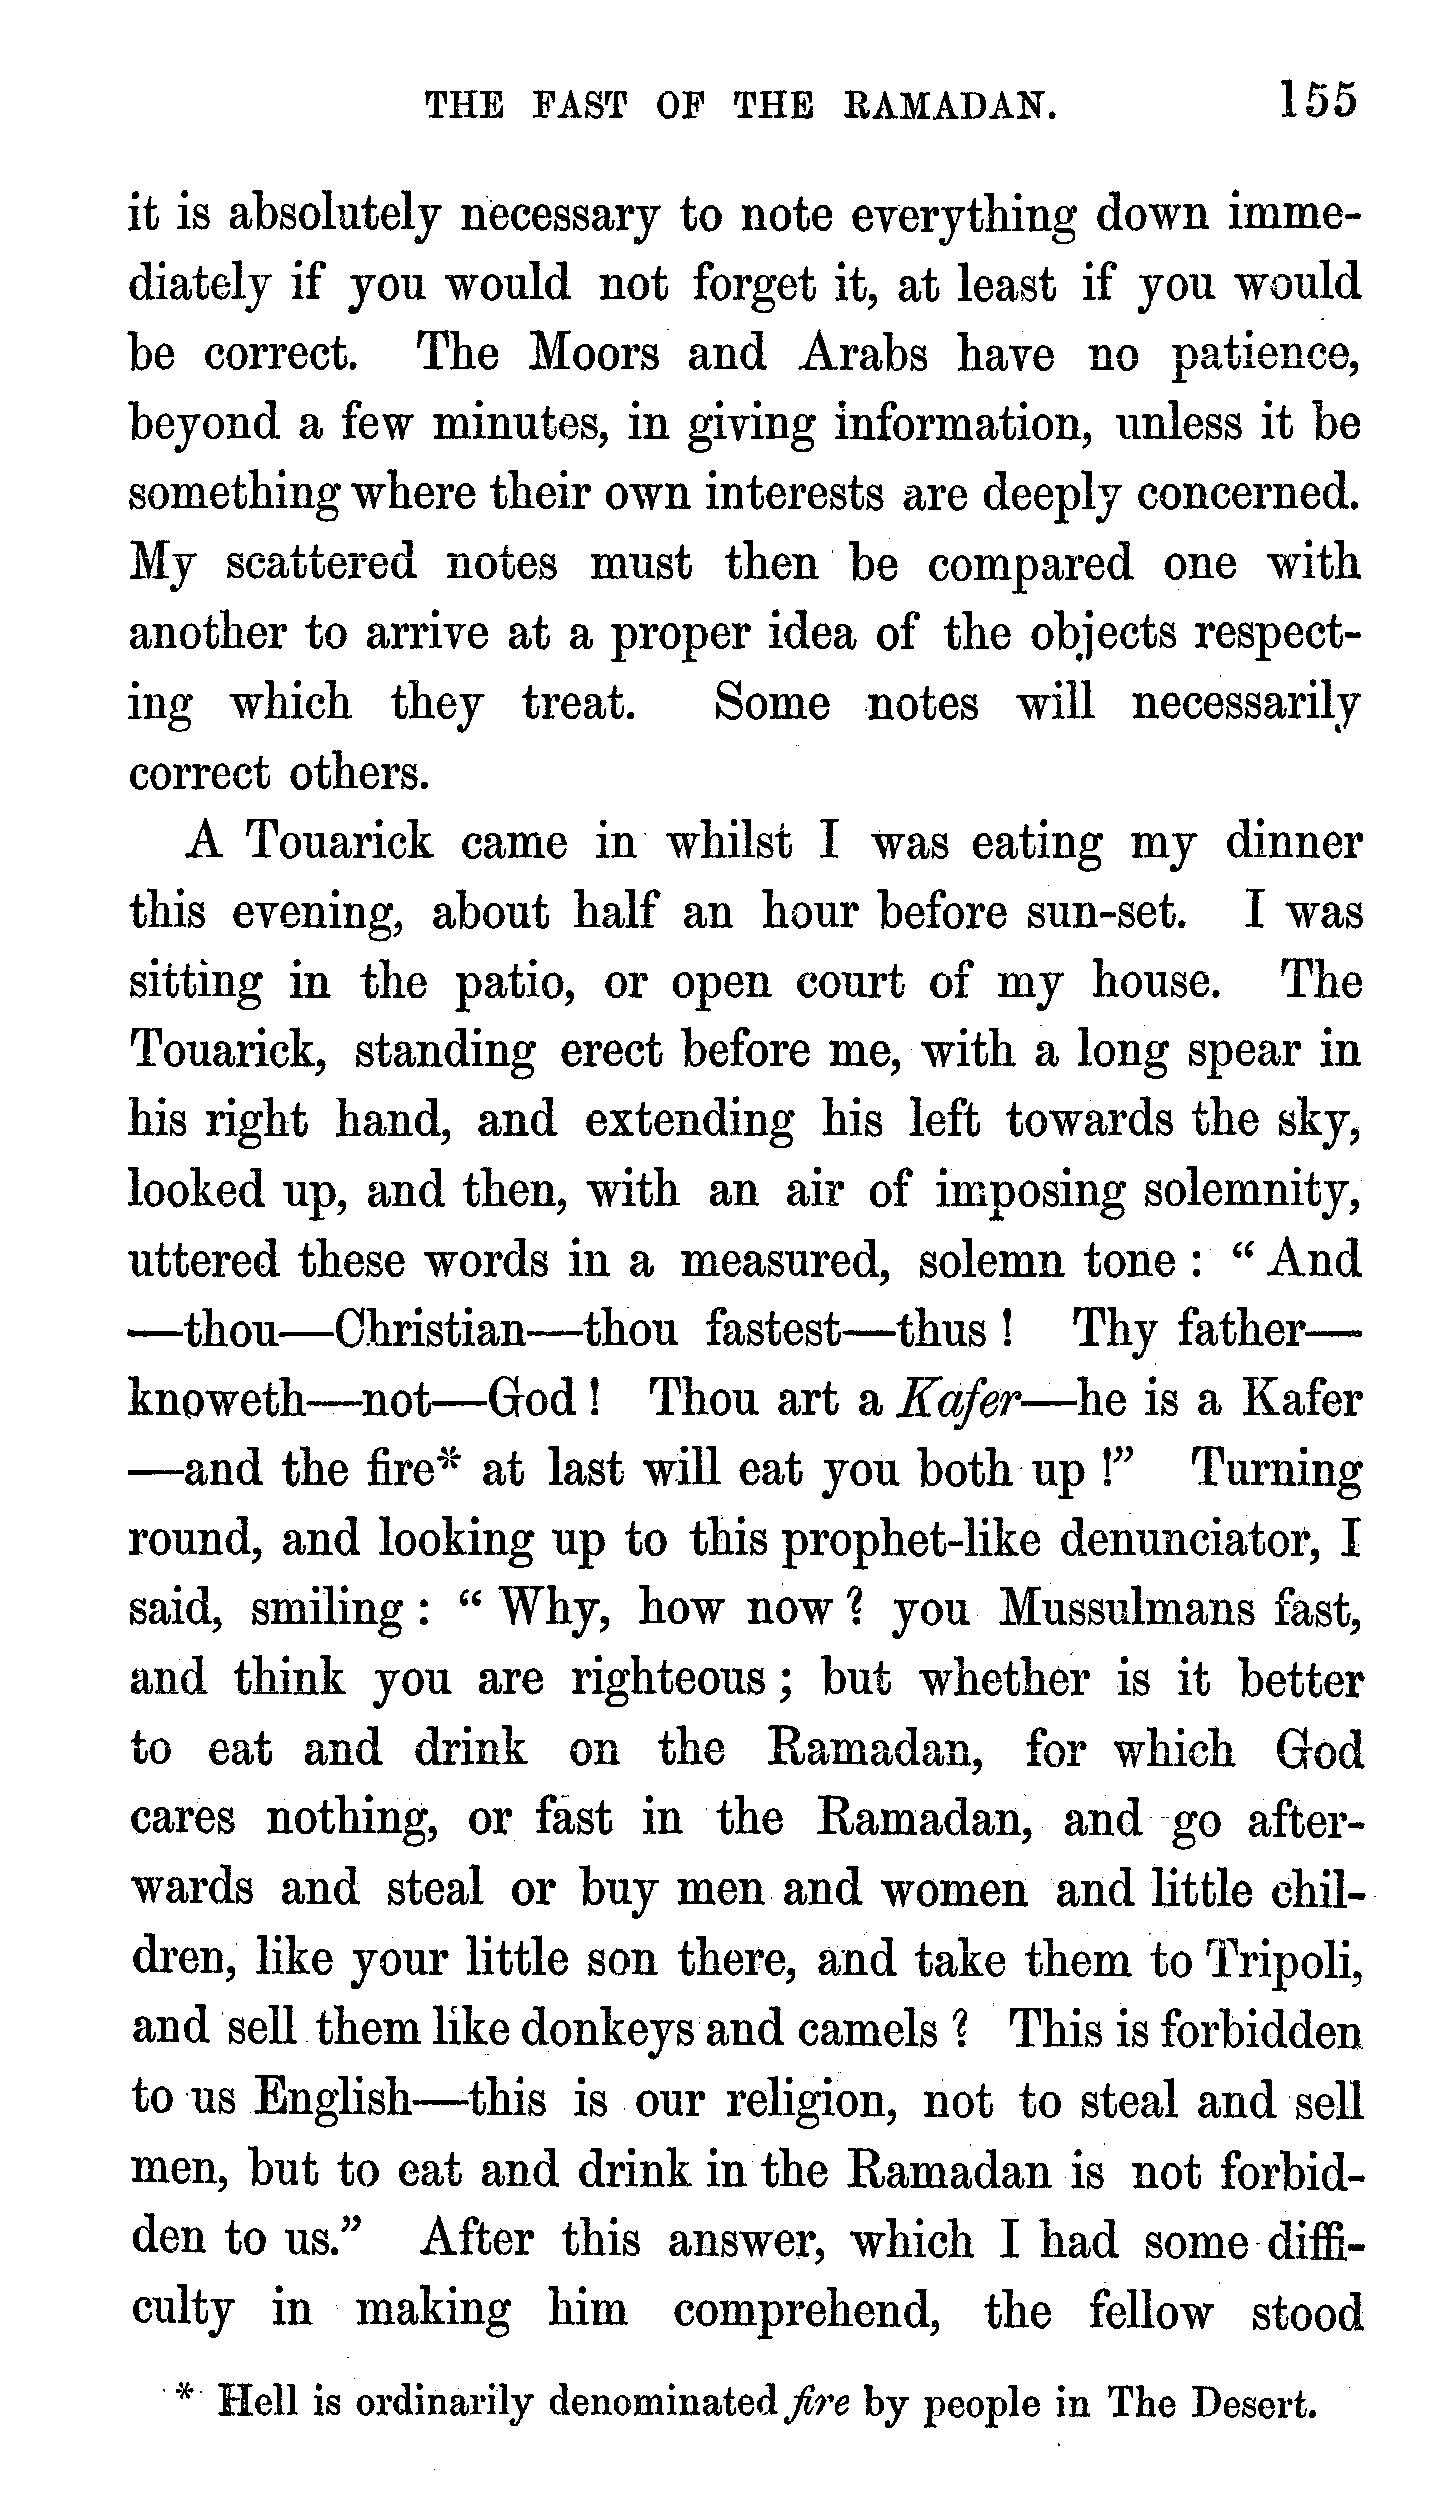 THE FAST OF THE RAMADAN. 155
it is absolutely necessary to note everything down imme-
diately if you would not forget it, at least if you would
be correct. The Moors and Arabs have no patience,
beyond a few minutes, in giving information, unless it be
something where their own interests are deeply concerned.
My scattered notes must then be compared one with
another to arrive at a proper idea of the objects respect-
ing which they treat. Some notes will necessarily
correct others.
A Touarick came in whilst I was eating my dinner
this evening, about half an hour before sun-set. I was
sitting in the patio, or open court of my house. The
Touarick, standing erect before me, with a long spear in
his right hand, and extending his left towards the sky,
looked up, and then, with an air of imposing solemnity,
uttered these words in a measured, solemn tone : “ And
—thou—Christian—thou fastest—thus ! Thy father—
knoweth—not—God ! Thou art a Kafer—he is a Kafer
—and the fire* at last will eat you both up !” Turning
round, and looking up to this prophet-like denunciator, I
said, smiling : “ Why, how now ? you Mussulmans fast,
and think you are righteous ; but whether is it better
to eat and drink on the Ramadan, for which God
cares nothing, or fast in the Ramadan, and go after-
wards and steal or buy men and women and little chil-
dren, like your little son there, and take them to Tripoli,
and sell them like donkeys and camels ? This is forbidden
to us English—this is our religion, not to steal and sell
men, but to eat and drink in the Ramadan is not forbid-
den to us.” After this answer, which I had some diffi-
culty in making him comprehend, the fellow stood
* Hell is ordinarily denominated fire by people in The Desert.